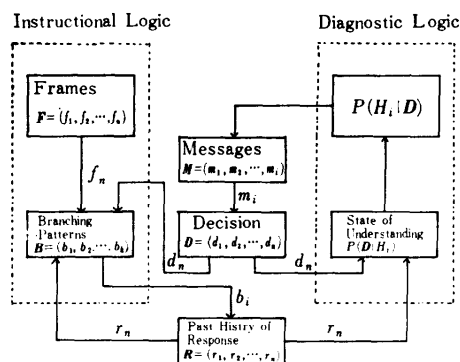 Instructional Logic
Diagnostic Logic
Frames
F=(f₁, f₂, ···, fₙ)
P(Hᵢ|D)
Messages
M=(m₁, m₂, ···, mᵢ)
fₙ
mᵢ
Branching
Patterns
B=(b₁, b₂, ···, bₖ)
Decision
D=(d₁, d₂, ···, dₙ)
State of
Understanding
P(D|Hᵢ)
dₙ
dₙ
bᵢ
rₙ
rₙ
Past Histry of
Response
R=(r₁, r₂, ···, rₙ)